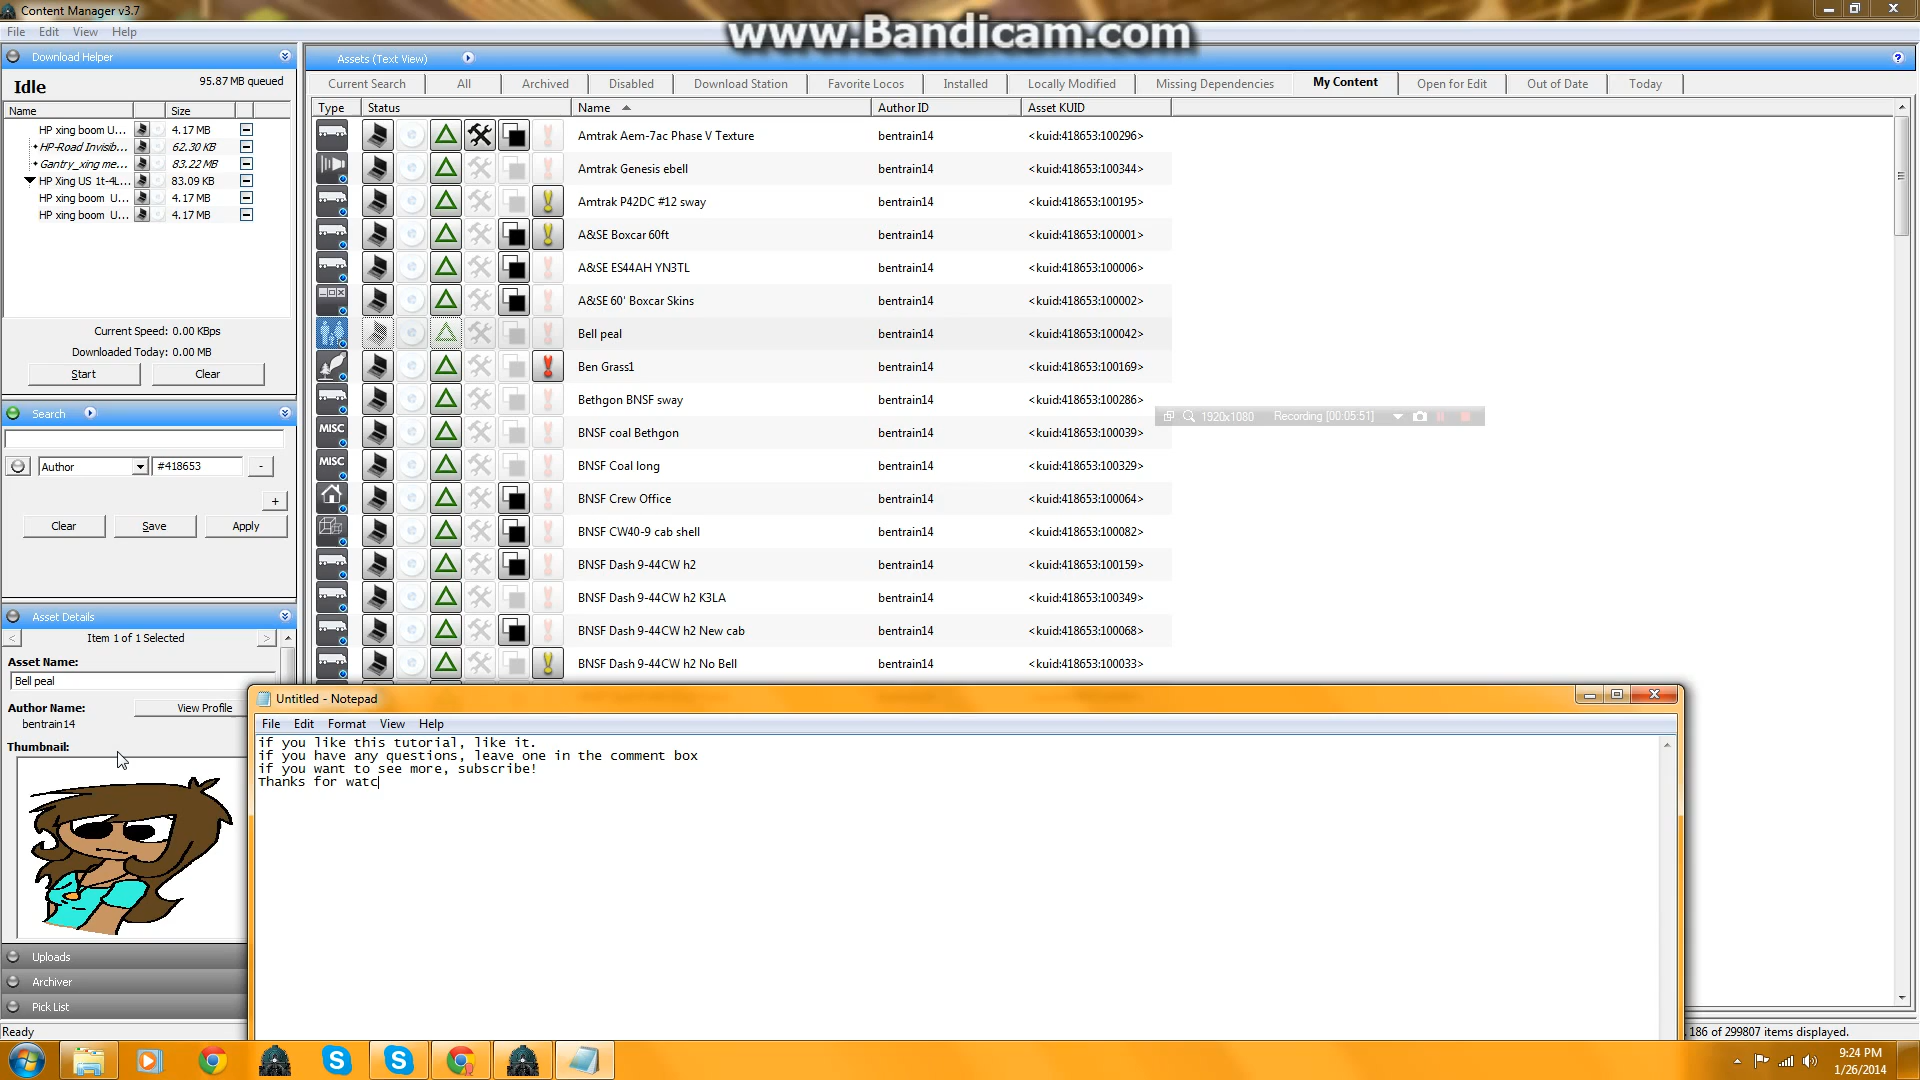 Content Manager v3.7
www.Bandicam.com
File Edit View Help
Download Helper
Idle
95.87 MB queued
Name Size
HP xing boom U... 4.17 MB
HP-Road Invisib... 62.30 KB
Gantry_xing me... 83.22 MB
HP Xing US 1t-4L... 83.09 KB
HP xing boom U... 4.17 MB
HP xing boom U... 4.17 MB
Current Speed: 0.00 KBps
Downloaded Today: 0.00 MB
Start Clear
Search
Author #418653 -
+
Clear Save Apply
Asset Details
< Item 1 of 1 Selected >
Asset Name:
Bell peal
Author Name: View Profile
bentrain14
Thumbnail:
Uploads
Archiver
Pick List
Ready
Assets (Text View)
Current Search All Archived Disabled Download Station Favorite Locos Installed Locally Modified Missing Dependencies My Content Open for Edit Out of Date Today
Type Status Name Author ID Asset KUID
Amtrak Aem-7ac Phase V Texture bentrain14 <kuid:418653:100296>
Amtrak Genesis ebell bentrain14 <kuid:418653:100344>
Amtrak P42DC #12 sway bentrain14 <kuid:418653:100195>
A&SE Boxcar 60ft bentrain14 <kuid:418653:100001>
A&SE ES44AH YN3TL bentrain14 <kuid:418653:100006>
A&SE 60' Boxcar Skins bentrain14 <kuid:418653:100002>
Bell peal bentrain14 <kuid:418653:100042>
Ben Grass1 bentrain14 <kuid:418653:100169>
Bethgon BNSF sway bentrain14 <kuid:418653:100286>
MISC BNSF coal Bethgon bentrain14 <kuid:418653:100039>
MISC BNSF Coal long bentrain14 <kuid:418653:100329>
BNSF Crew Office bentrain14 <kuid:418653:100064>
BNSF CW40-9 cab shell bentrain14 <kuid:418653:100082>
BNSF Dash 9-44CW h2 bentrain14 <kuid:418653:100159>
BNSF Dash 9-44CW h2 K3LA bentrain14 <kuid:418653:100349>
BNSF Dash 9-44CW h2 New cab bentrain14 <kuid:418653:100068>
BNSF Dash 9-44CW h2 No Bell bentrain14 <kuid:418653:100033>
1920x1080 Recording [00:05:51]
Untitled - Notepad
File Edit Format View Help
if you like this tutorial, like it.
if you have any questions, leave one in the comment box
if you want to see more, subscribe!
Thanks for watc
186 of 299807 items displayed.
9:24 PM
1/26/2014